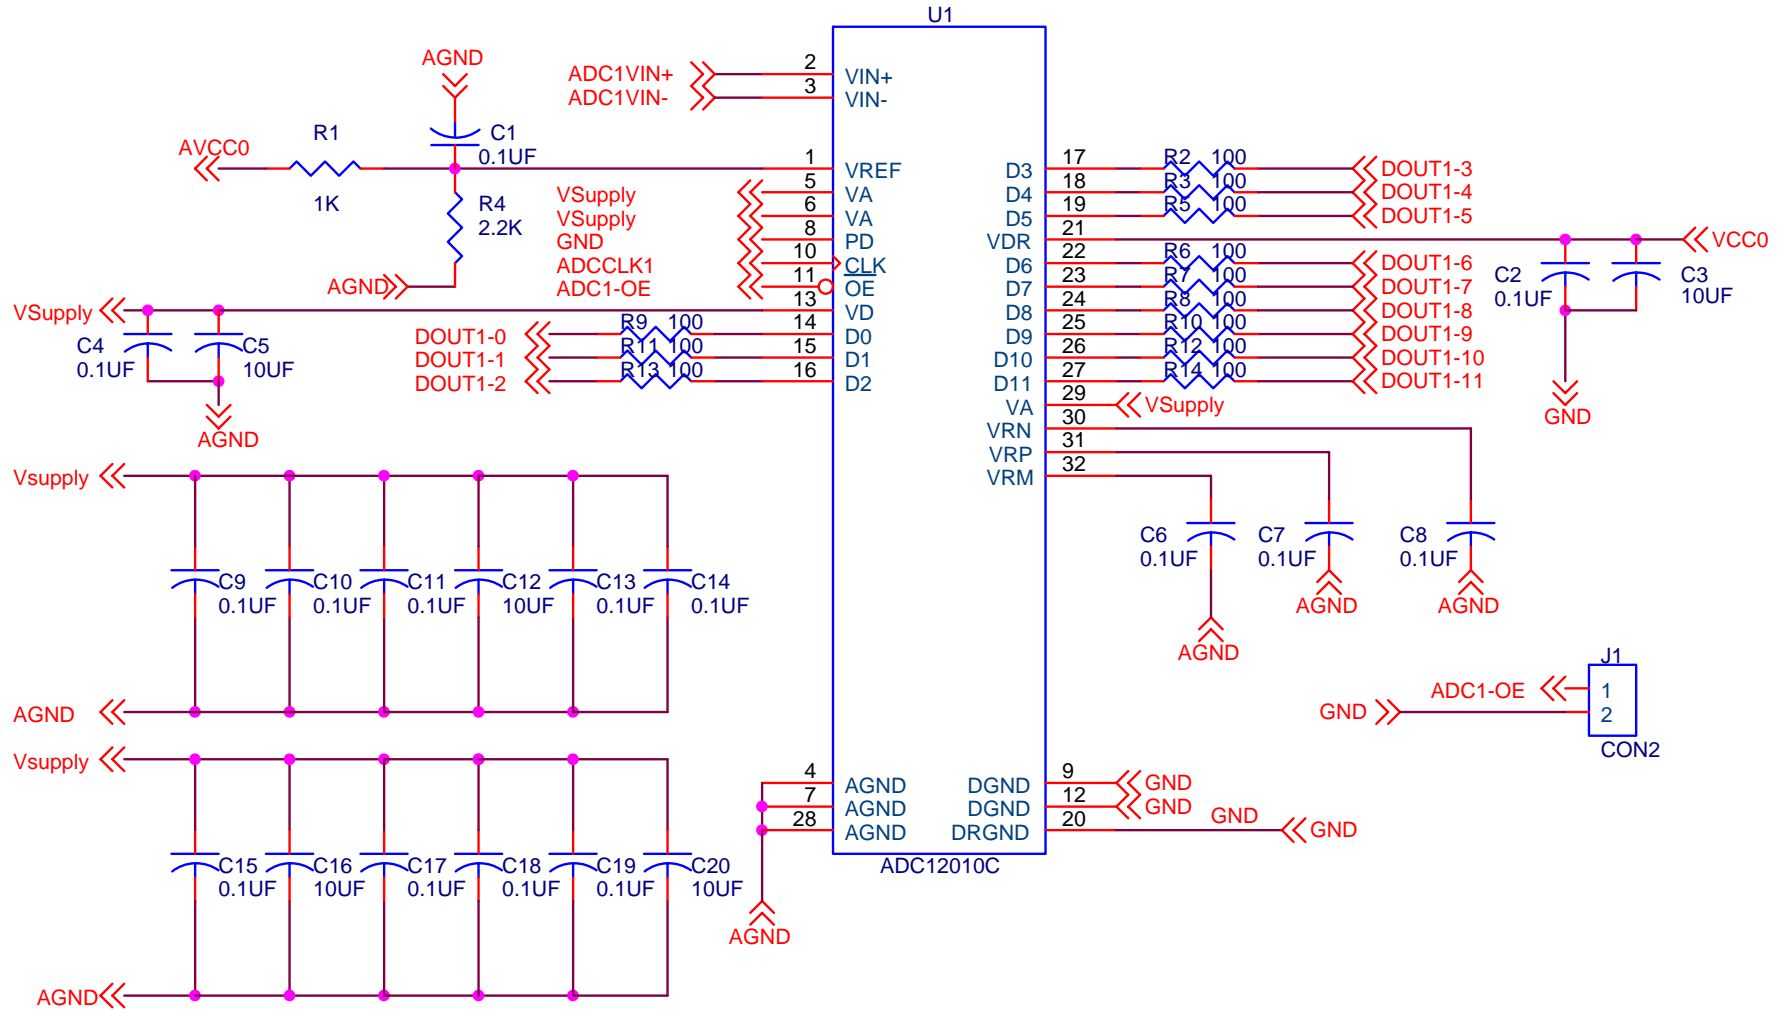 U1
AGND
ADC1VIN+ 2 VIN+
ADC1VIN- 3 VIN-
R1 C1
AVCC0 0.1UF
1 VREF D3 17 R2 100 DOUT1-3
VSupply 5 VA D4 18 R3 100 DOUT1-4
1K R4
VSupply 6 VA D5 19 R5 100 DOUT1-5
2.2K GND 8 PD VDR 21 VCC0
ADCCLK1 10 CLK D6 22 R6 100 DOUT1-6 C2 C3
AGND ADC1-OE 11 OE D7 23 R7 100 DOUT1-7 0.1UF 10UF
VSupply 13 VD D8 24 R8 100 DOUT1-8
DOUT1-0 R9 100 14 D0 D9 25 R10 100 DOUT1-9
C4 C5 DOUT1-1 R11 100 15 D1 D10 26 R12 100 DOUT1-10
0.1UF 10UF DOUT1-2 R13 100 16 D2 D11 27 R14 100 DOUT1-11
VA 29 VSupply GND
AGND VRN 30
VRP 31
Vsupply VRM 32
C6 C7 C8
0.1UF 0.1UF 0.1UF
C9 C10 C11 C12 C13 C14
0.1UF 0.1UF 0.1UF 10UF 0.1UF 0.1UF
AGND AGND
AGND
J1
ADC1-OE 1
AGND GND 2
CON2
Vsupply
4 AGND DGND 9 GND
7 AGND DGND 12 GND
28 AGND DRGND 20 GND GND
ADC12010C
C15 C16 C17 C18 C19 C20
0.1UF 10UF 0.1UF 0.1UF 0.1UF 10UF
AGND
AGND